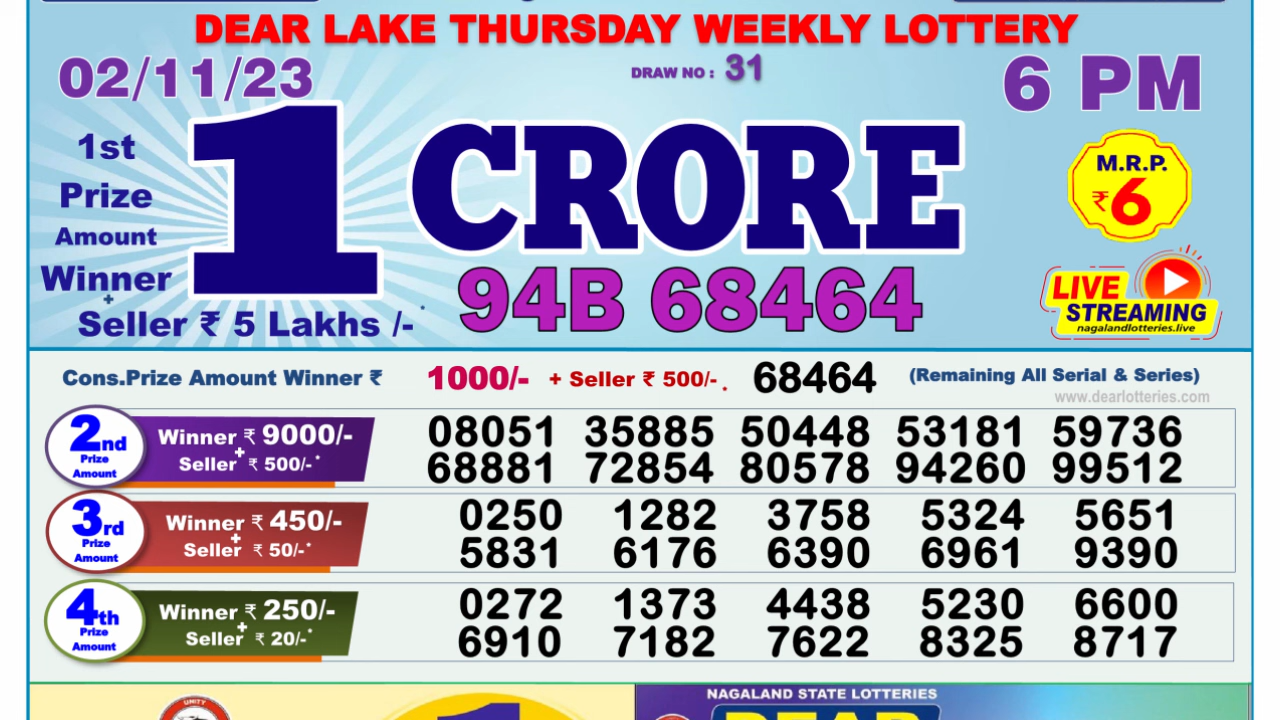 DEAR LAKE THURSDAY WEEKLY LOTTERY
02/11/23
DRAW NO : 31
6 PM
1st
Prize
Amount
Winner
+
Seller ₹ 5 Lakhs /-*
1 CRORE
94B 68464
M.R.P.
₹6
LIVE
STREAMING
nagalandlotteries.live
Cons.Prize Amount Winner ₹ 1000/- + Seller ₹ 500/- . 68464 (Remaining All Serial & Series)
www.dearlotteries.com
2nd
Prize
Amount
Winner ₹ 9000/-
+
Seller ₹ 500/-*
08051 35885 50448 53181 59736
68881 72854 80578 94260 99512
3rd
Prize
Amount
Winner ₹ 450/-
+
Seller ₹ 50/-*
0250 1282 3758 5324 5651
5831 6176 6390 6961 9390
4th
Prize
Amount
Winner ₹ 250/-
+
Seller ₹ 20/-*
0272 1373 4438 5230 6600
6910 7182 7622 8325 8717
UNITY
1
NAGALAND STATE LOTTERIES
DEAR